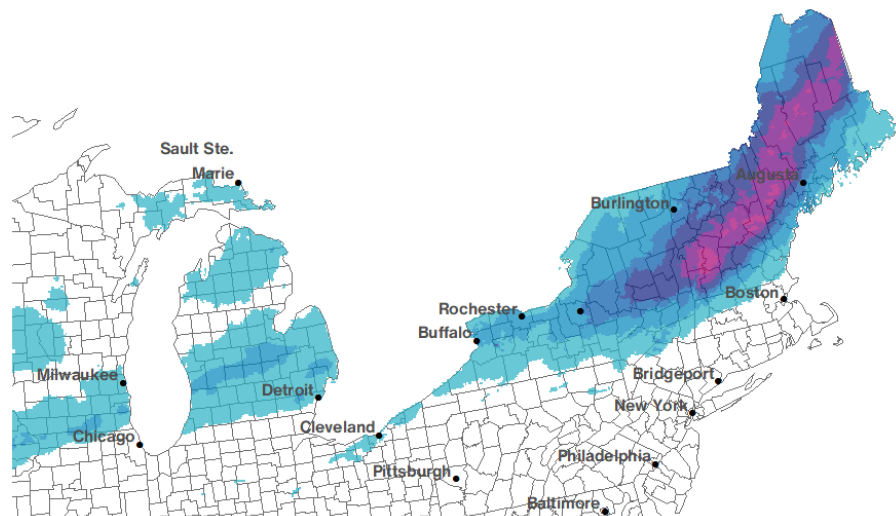 Sault Ste.
Marie
Augusta
Burlington
Boston
Rochester
Buffalo
Milwaukee
Bridgeport
Detroit
New York
Cleveland
Chicago
Philadelphia
Pittsburgh
Baltimore